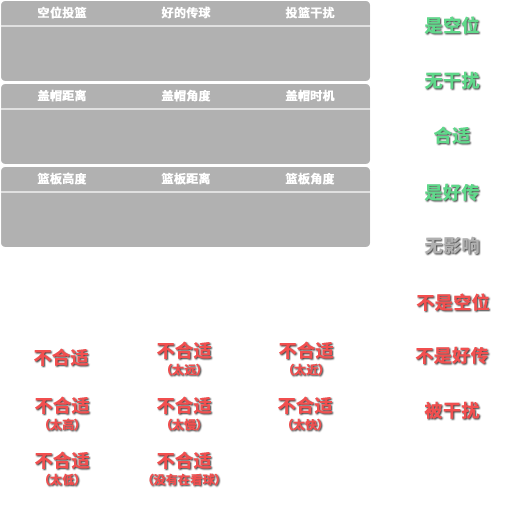 空位投篮 好的传球 投篮干扰
盖帽距离 盖帽角度 盖帽时机
篮板高度 篮板距离 篮板角度
是空位
无干扰
合适
是好传
无影响
不是空位
不是好传
被干扰
不合适 不合适 不合适
(太远) (太近)
不合适 不合适 不合适
(太高) (太慢) (太快)
不合适 不合适
(太低) (没有在看球)